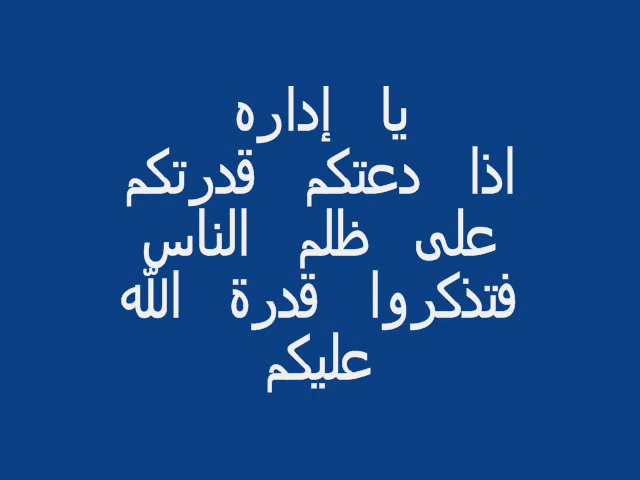 يا إداره
اذا دعتكم قدرتكم
على ظلم الناس
فتذكروا قدرة الله
عليكم